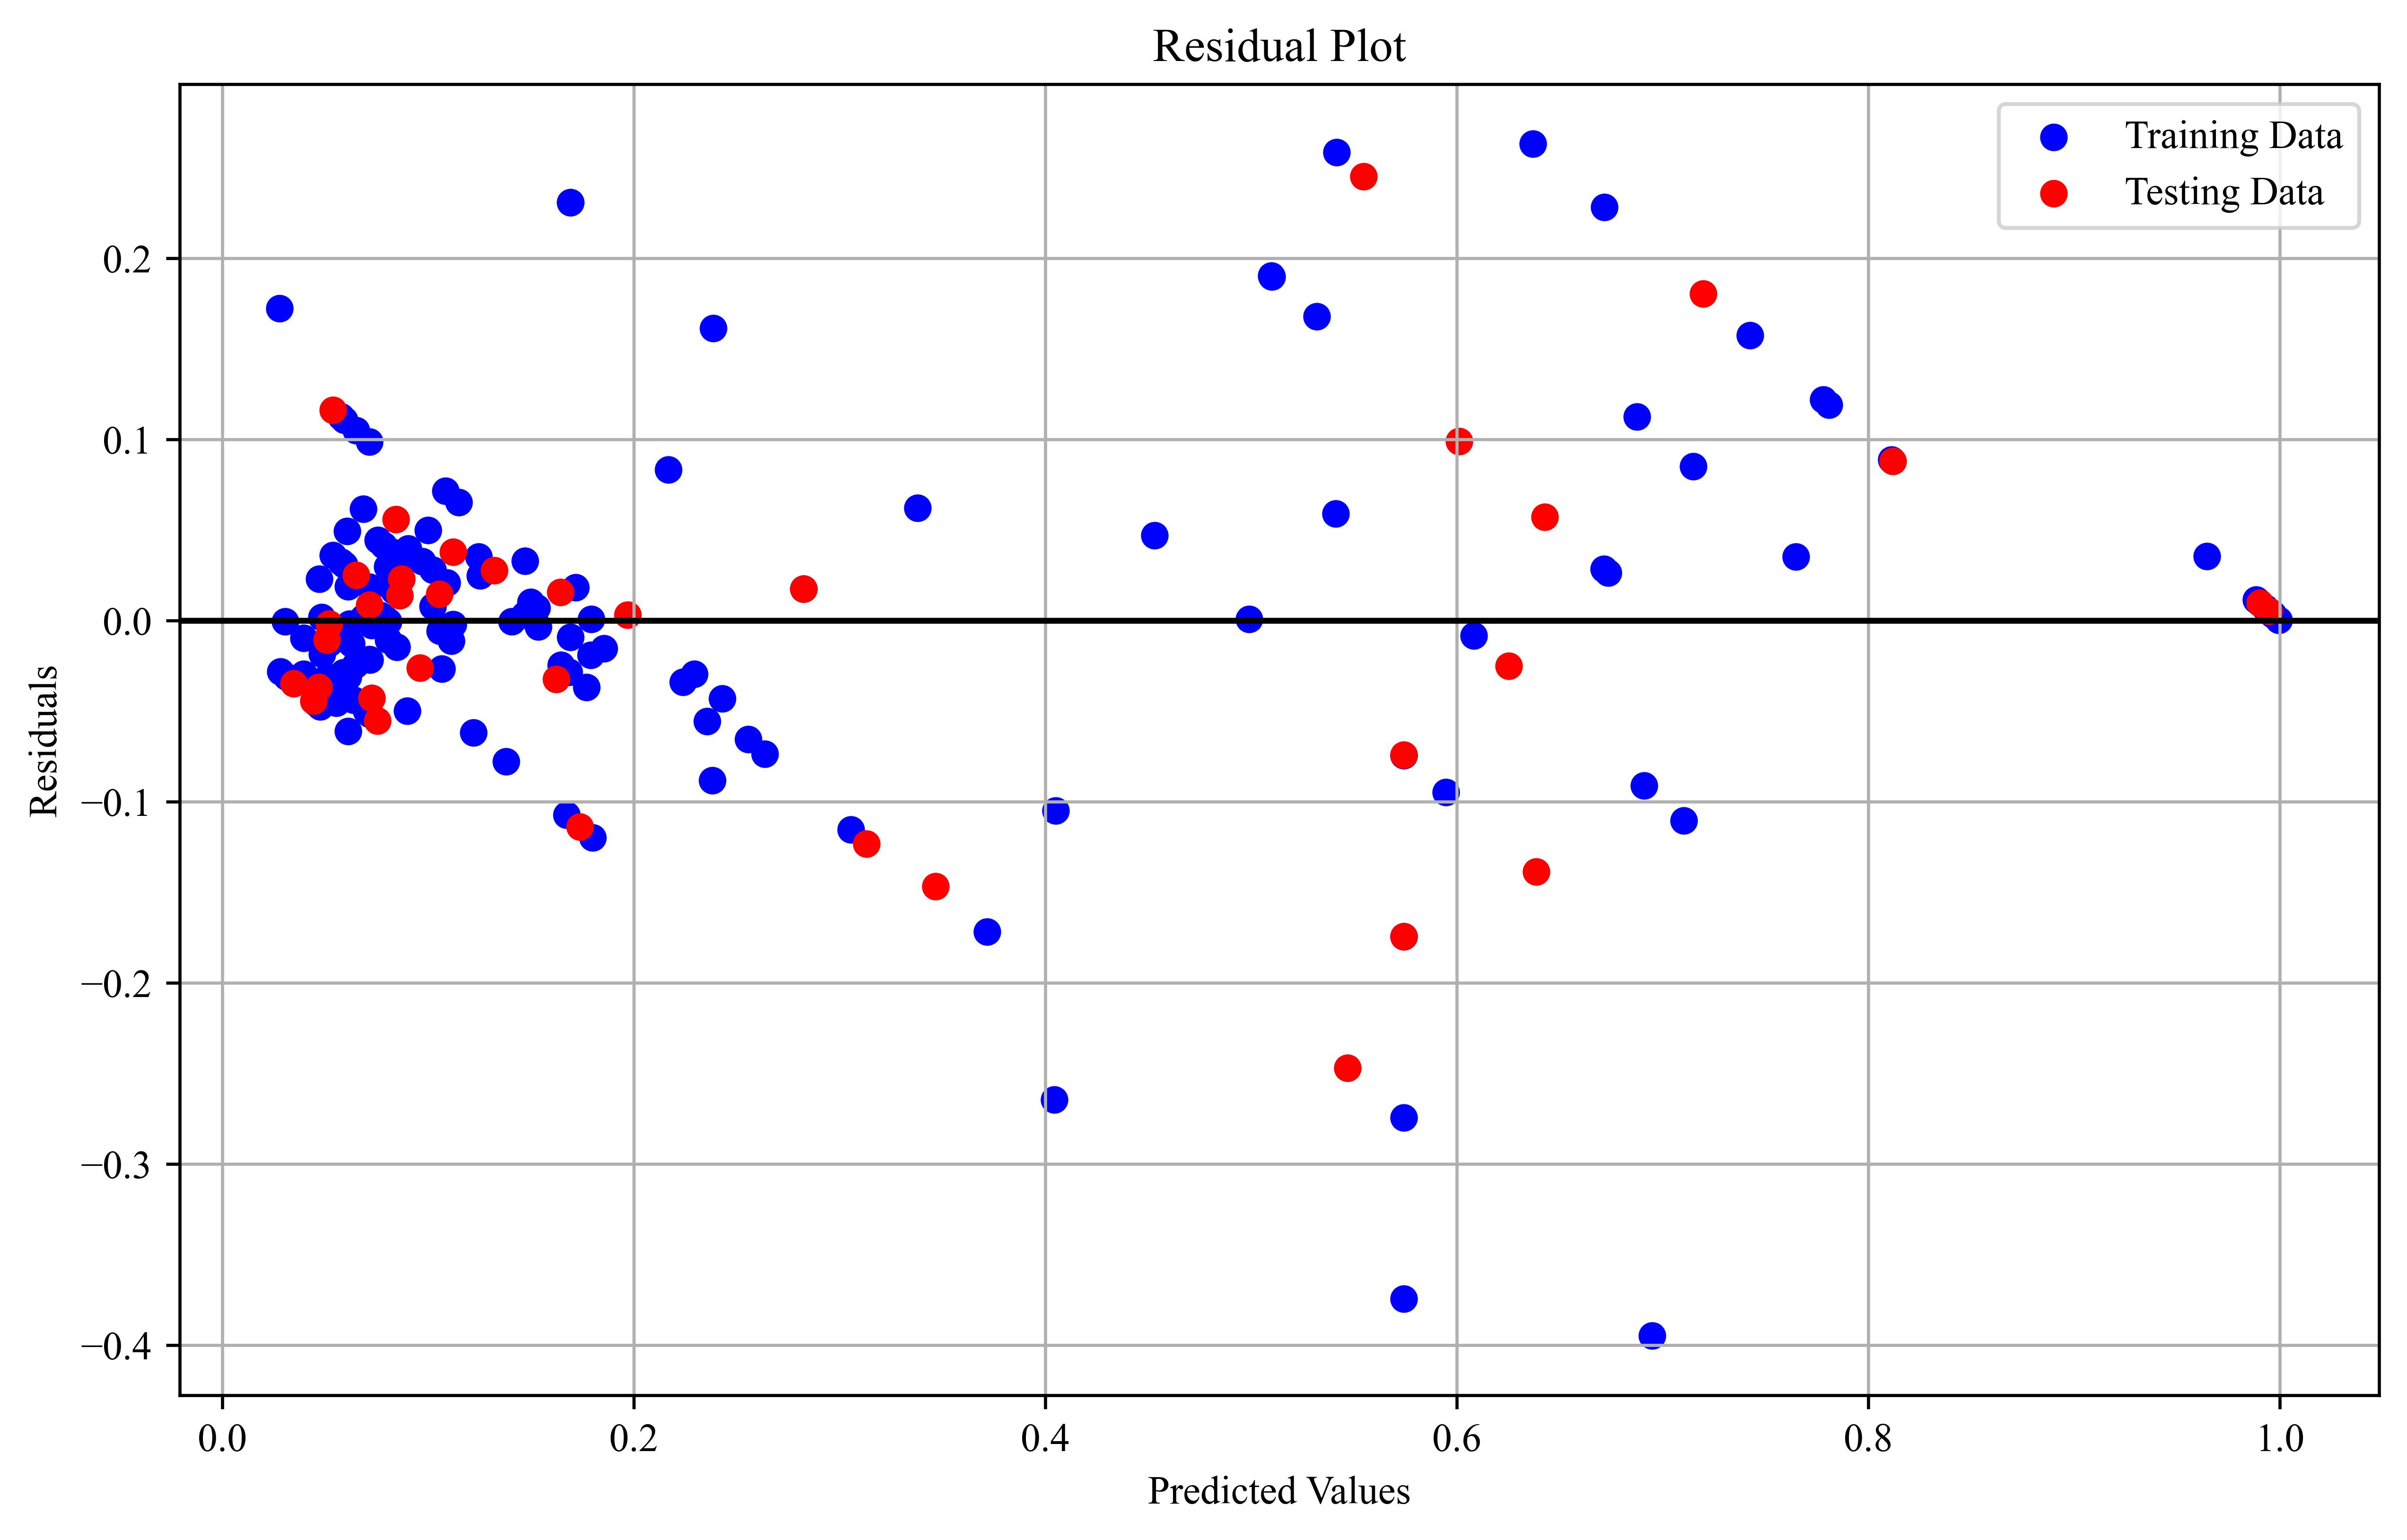 Residual Plot
Training Data
Testing Data
0.2
0.1
0.0
−0.1
−0.2
−0.3
−0.4
Residuals
0.0 0.2 0.4 0.6 0.8 1.0
Predicted Values